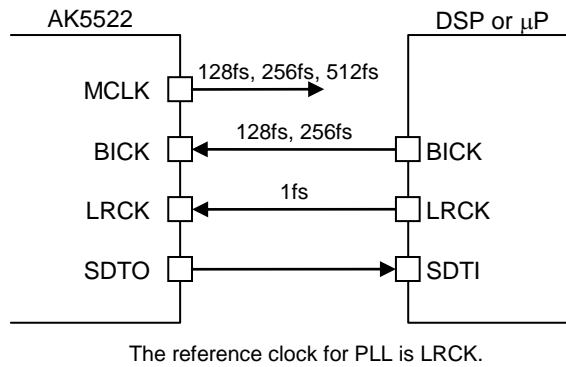 AK5522
DSP or μP
128fs, 256fs, 512fs
MCLK
128fs, 256fs
BICK
BICK
1fs
LRCK
LRCK
SDTO
SDTI
The reference clock for PLL is LRCK.